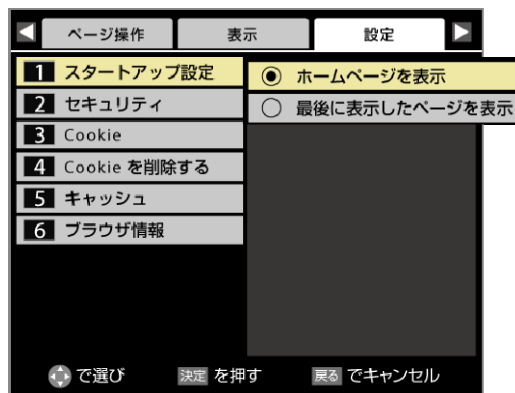 ページ操作 表示 設定
1 スタートアップ設定
ホームページを表示
最後に表示したページを表示
2 セキュリティ
3 Cookie
4 Cookie を削除する
5 キャッシュ
6 ブラウザ情報
で選び 決定 を押す 戻る でキャンセル